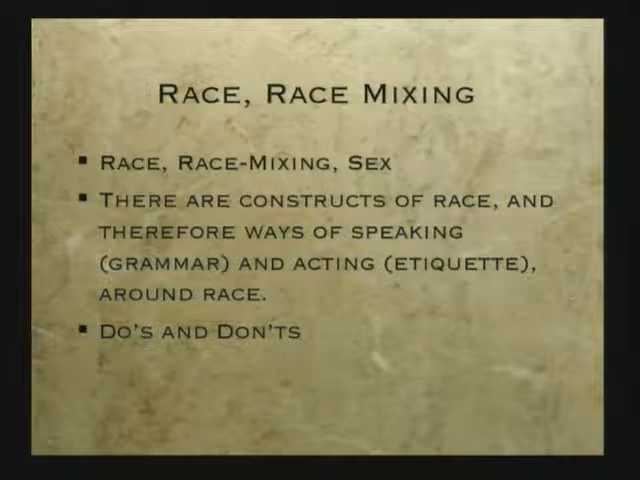 Race, Race Mixing
▪ Race, Race-Mixing, Sex
▪ There are constructs of race, and
therefore ways of speaking
(grammar) and acting (etiquette),
around race.
▪ Do's and Don'ts